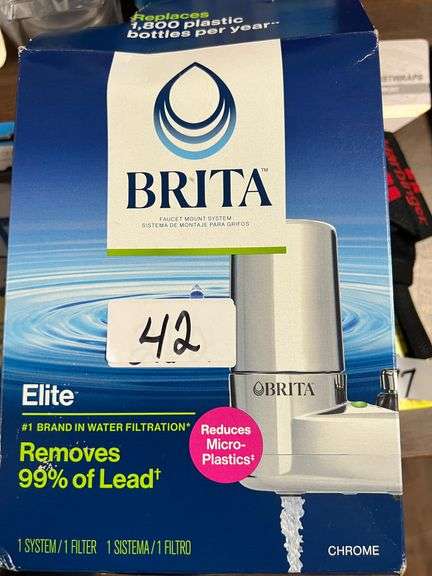 Replaces
1,800 plastic
bottles per year**
BRITA™
FAUCET MOUNT SYSTEM
SISTEMA DE MONTAJE PARA GRIFOS
42
BRITA
Elite™
#1 BRAND IN WATER FILTRATION*
Removes
99% of Lead†
Reduces
Micro-
Plastics‡
1 SYSTEM/1 FILTER 1 SISTEMA/1 FILTRO
CHROME